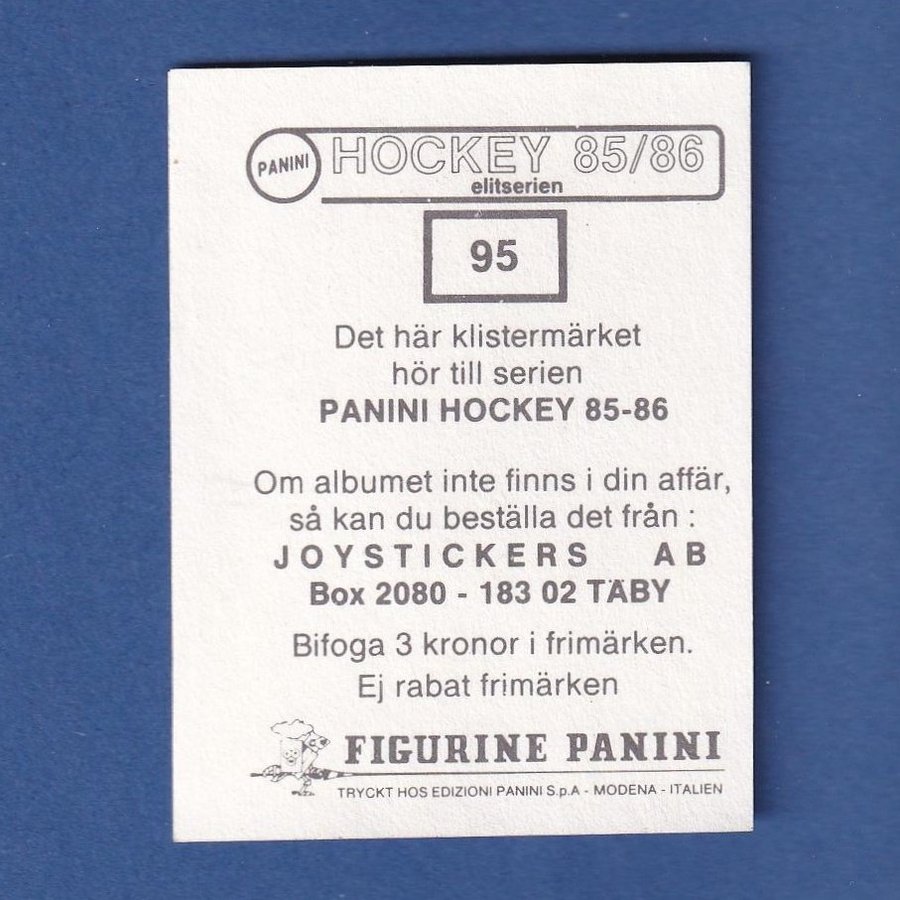 PANINI HOCKEY 85/86
elitserien
95
Det här klistermärket
hör till serien
PANINI HOCKEY 85-86
Om albumet inte finns i din affär,
så kan du beställa det från :
JOYSTICKERS AB
Box 2080 - 183 02 TÄBY
Bifoga 3 kronor i frimärken.
Ej rabat frimärken
FIGURINE PANINI
TRYCKT HOS EDIZIONI PANINI S.p.A - MODENA - ITALIEN